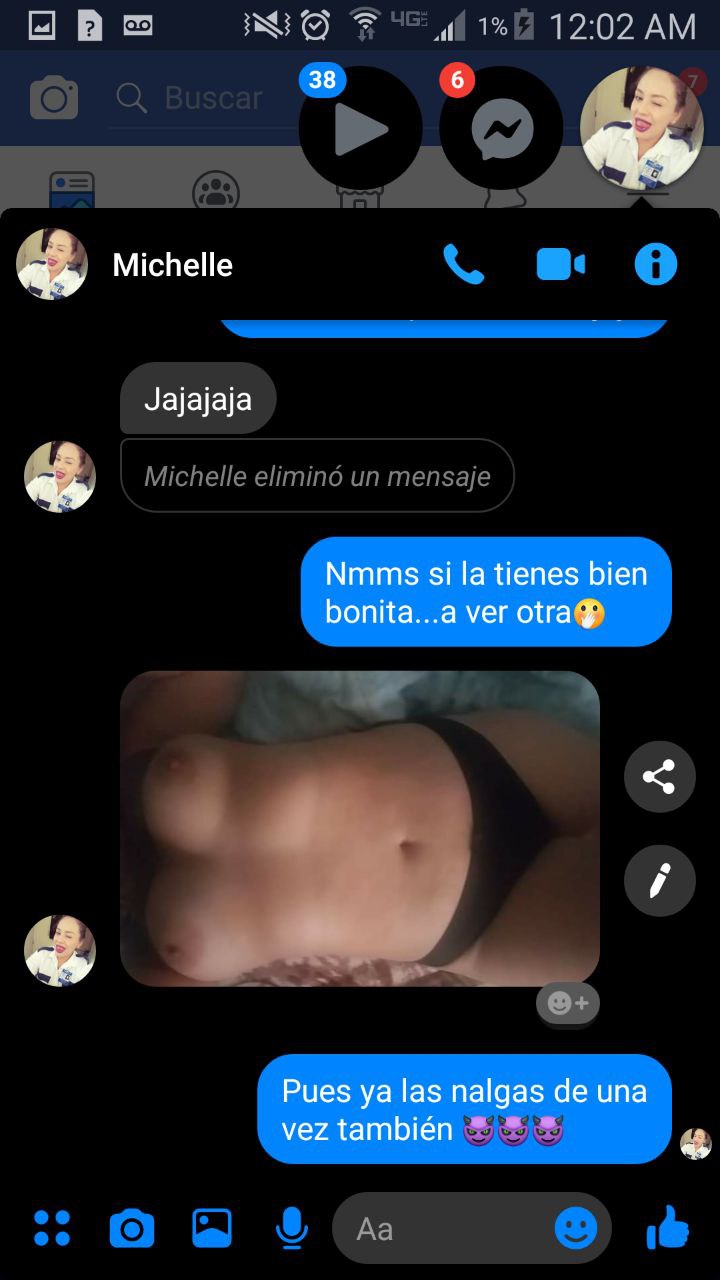 1% 12:02 AM
4G LTE
Buscar
38
6
7
Michelle
Jajajaja
Michelle eliminó un mensaje
Nmms si la tienes bien
bonita...a ver otra🫢
Pues ya las nalgas de una
vez también 😈😈😈
Aa